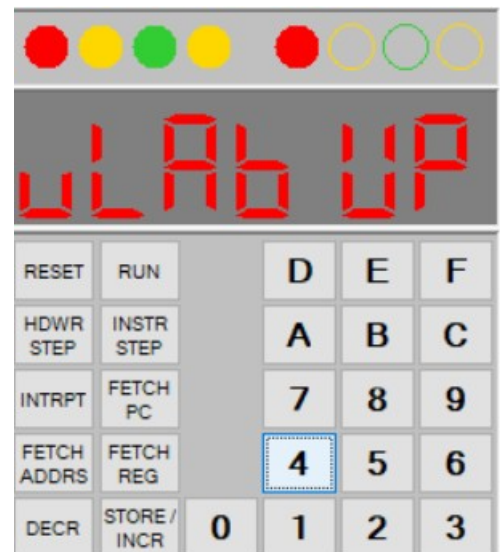 uLAb UP
RESET RUN D E F
HDWR STEP INSTR STEP A B C
INTRPT FETCH PC 7 8 9
FETCH ADDRS FETCH REG 4 5 6
DECR STORE / INCR 0 1 2 3